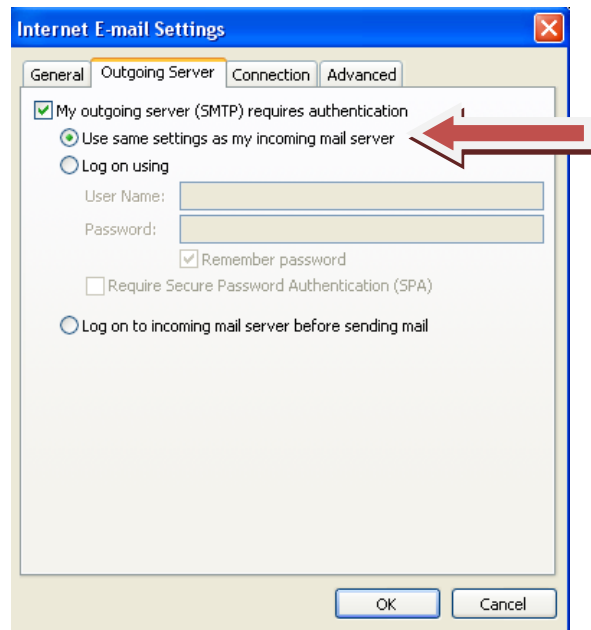 Internet E-mail Settings
General Outgoing Server Connection Advanced
My outgoing server (SMTP) requires authentication
Use same settings as my incoming mail server
Log on using
User Name:
Password:
Remember password
Require Secure Password Authentication (SPA)
Log on to incoming mail server before sending mail
OK Cancel